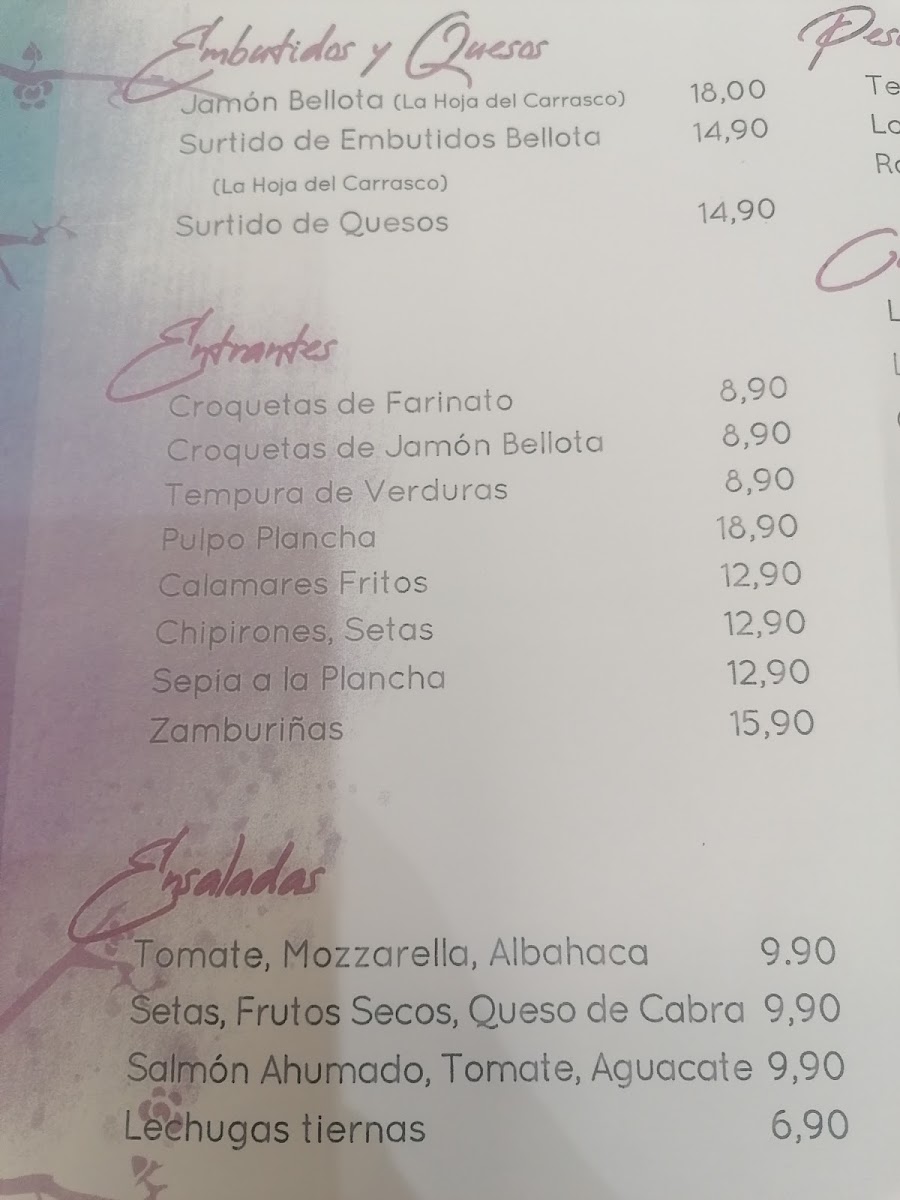 Embutidos y Quesos
Jamón Bellota (La Hoja del Carrasco) 18,00
Surtido de Embutidos Bellota 14,90
(La Hoja del Carrasco)
Surtido de Quesos 14,90
Entrantes
Croquetas de Farinato 8,90
Croquetas de Jamón Bellota 8,90
Tempura de Verduras 8,90
Pulpo Plancha 18,90
Calamares Fritos 12,90
Chipirones, Setas 12,90
Sepia a la Plancha 12,90
Zamburiñas 15,90
Ensaladas
Tomate, Mozzarella, Albahaca 9.90
Setas, Frutos Secos, Queso de Cabra 9,90
Salmón Ahumado, Tomate, Aguacate 9,90
Lechugas tiernas 6,90